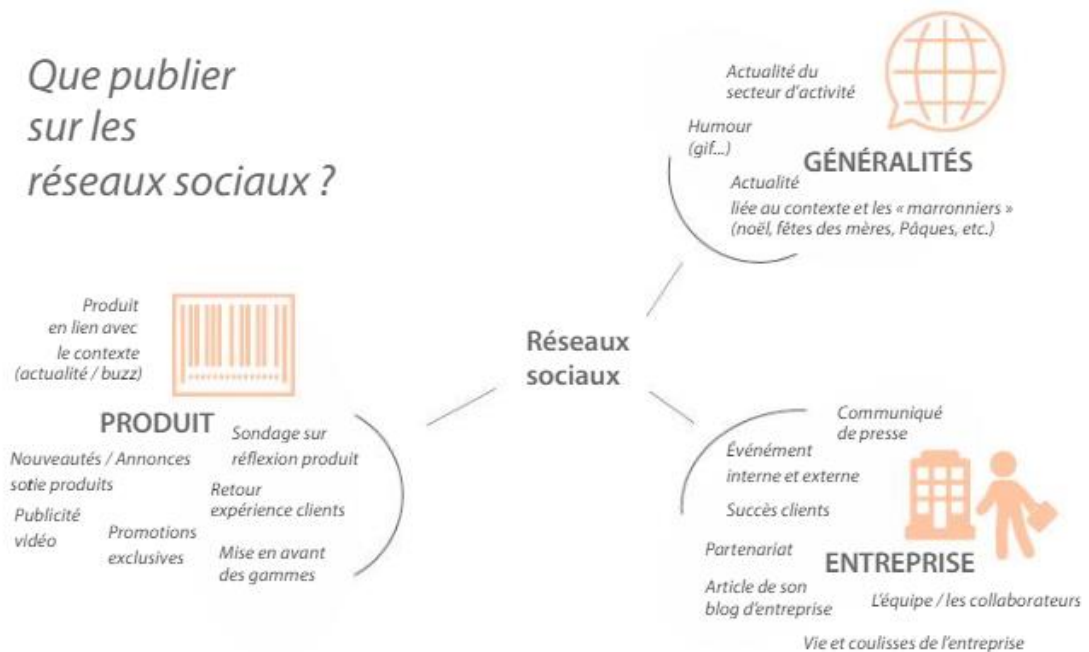 Que publier
sur les
réseaux sociaux ?
Actualité du
secteur d'activité
Humour
(gif...)
GÉNÉRALITÉS
Actualité
liée au contexte et les « marronniers »
(noël, fêtes des mères, Pâques, etc.)
Réseaux
sociaux
Produit
en lien avec
le contexte
(actualité / buzz)
PRODUIT
Sondage sur
réflexion produit
Nouveautés / Annonces
sotie produits
Retour
expérience clients
Publicité
vidéo
Promotions
exclusives
Mise en avant
des gammes
Communiqué
de presse
Événément
interne et externe
Succès clients
Partenariat
ENTREPRISE
Article de son
blog d'entreprise
L'équipe / les collaborateurs
Vie et coulisses de l'entreprise